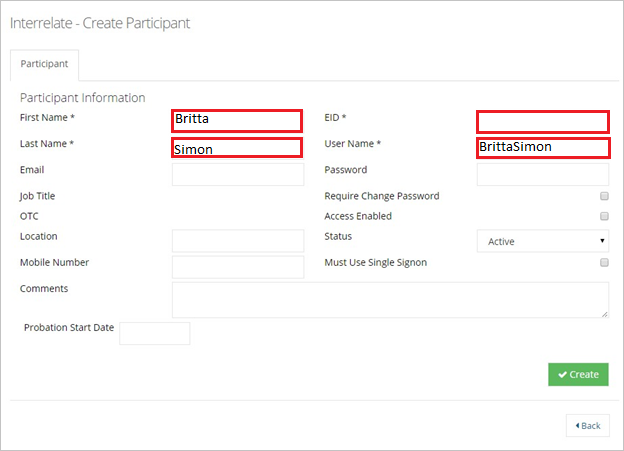 Interrelate - Create Participant
Participant
Participant Information
First Name * Britta EID *
Last Name * Simon User Name * BrittaSimon
Email Password
Job Title Require Change Password
OTC Access Enabled
Location Status Active
Mobile Number Must Use Single Signon
Comments
Probation Start Date
Create
Back